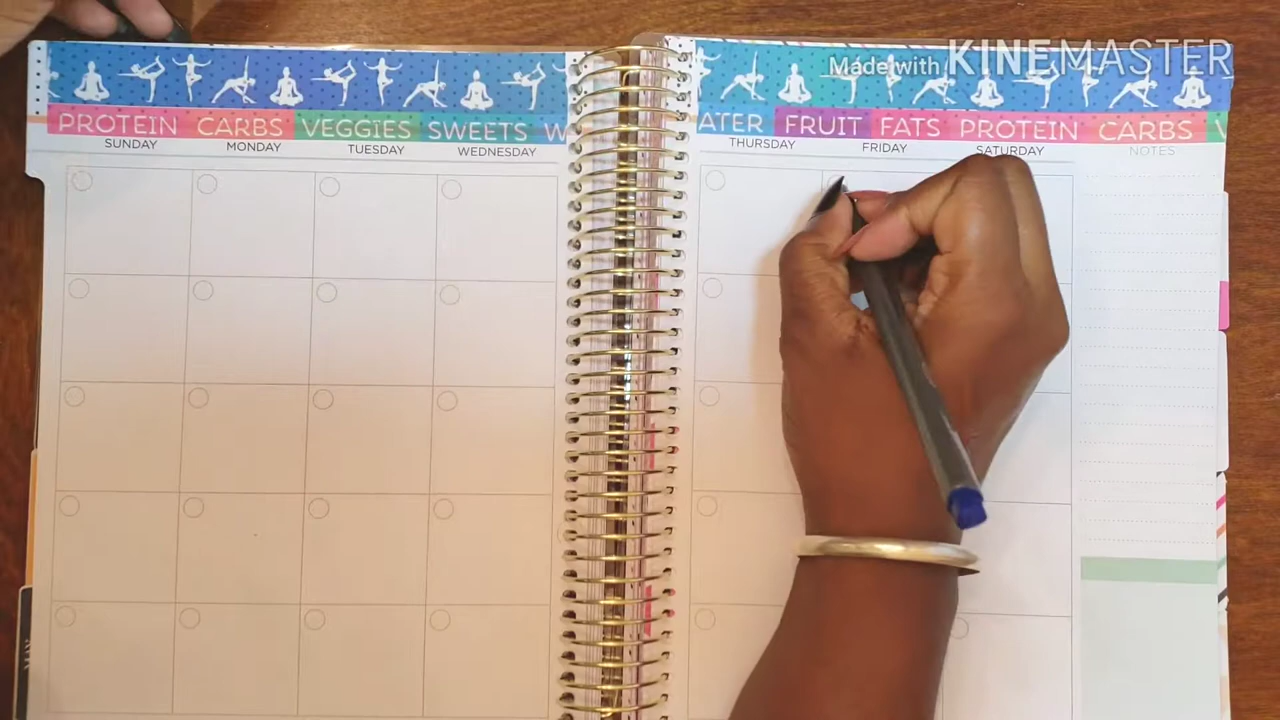 Made with KINEMASTER
PROTEIN CARBS VEGGIES SWEETS W
ATER FRUIT FATS PROTEIN CARBS V
SUNDAY MONDAY TUESDAY WEDNESDAY
THURSDAY FRIDAY SATURDAY NOTES